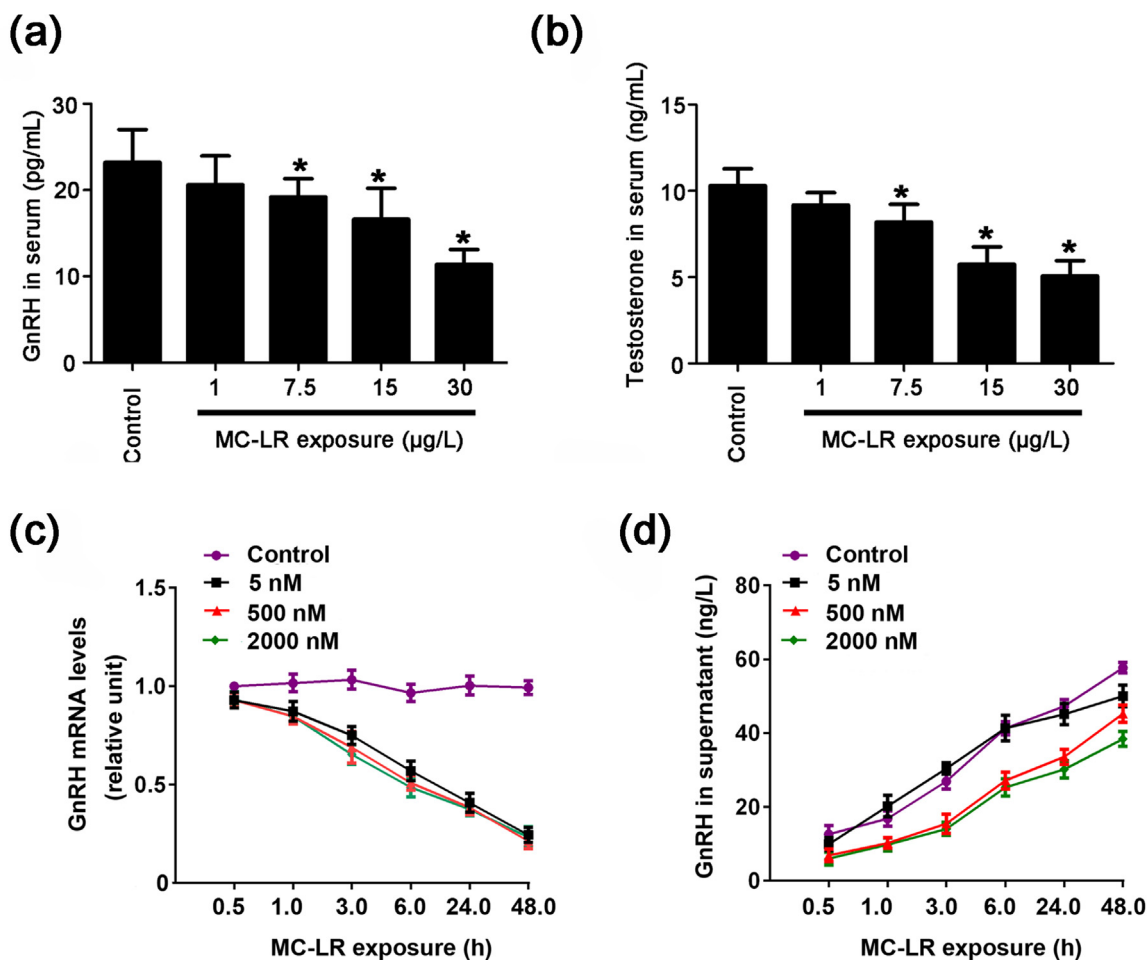 (a)
GnRH in serum (pg/mL)
30
20
10
0
*
*
*
Control
1
7.5
15
30
MC-LR exposure (µg/L)
(b)
Testosterone in serum (ng/mL)
15
10
5
0
*
*
*
Control
1
7.5
15
30
MC-LR exposure (µg/L)
(c)
Control
5 nM
500 nM
2000 nM
GnRH mRNA levels
(relative unit)
1.5
1.0
0.5
0
0.5
1.0
3.0
6.0
24.0
48.0
MC-LR exposure (h)
(d)
Control
5 nM
500 nM
2000 nM
GnRH in supernatant (ng/L)
80
60
40
20
0
0.5
1.0
3.0
6.0
24.0
48.0
MC-LR exposure (h)